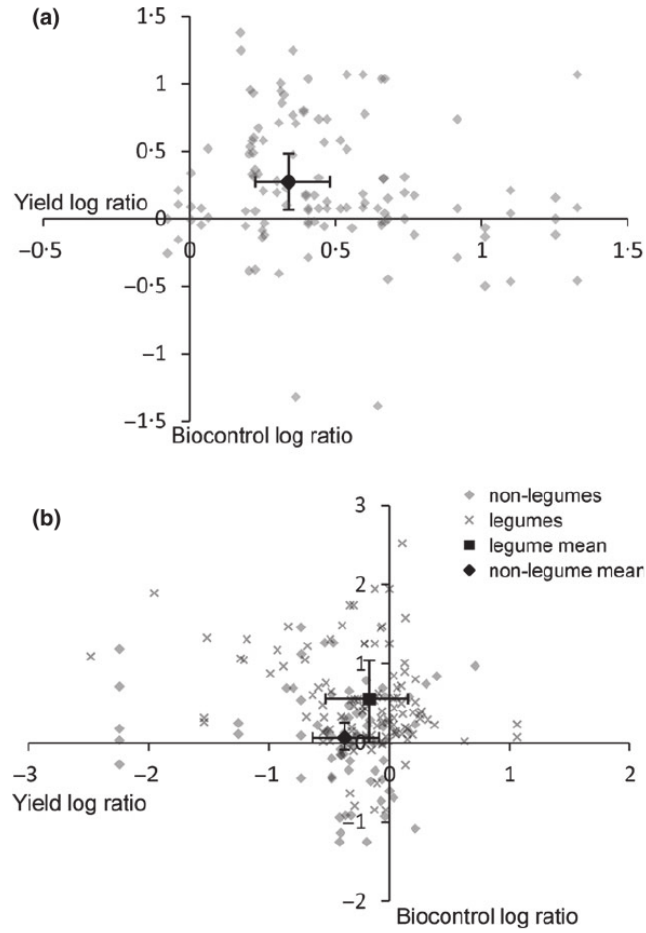 (a)
1·5
1
0·5
Yield log ratio
0
−0·5
0
0·5
1
1·5
−0·5
−1
−1·5
Biocontrol log ratio
(b)
3
non-legumes
legumes
legume mean
non-legume mean
2
1
0
−3
−2
−1
0
1
2
Yield log ratio
−1
−2
Biocontrol log ratio